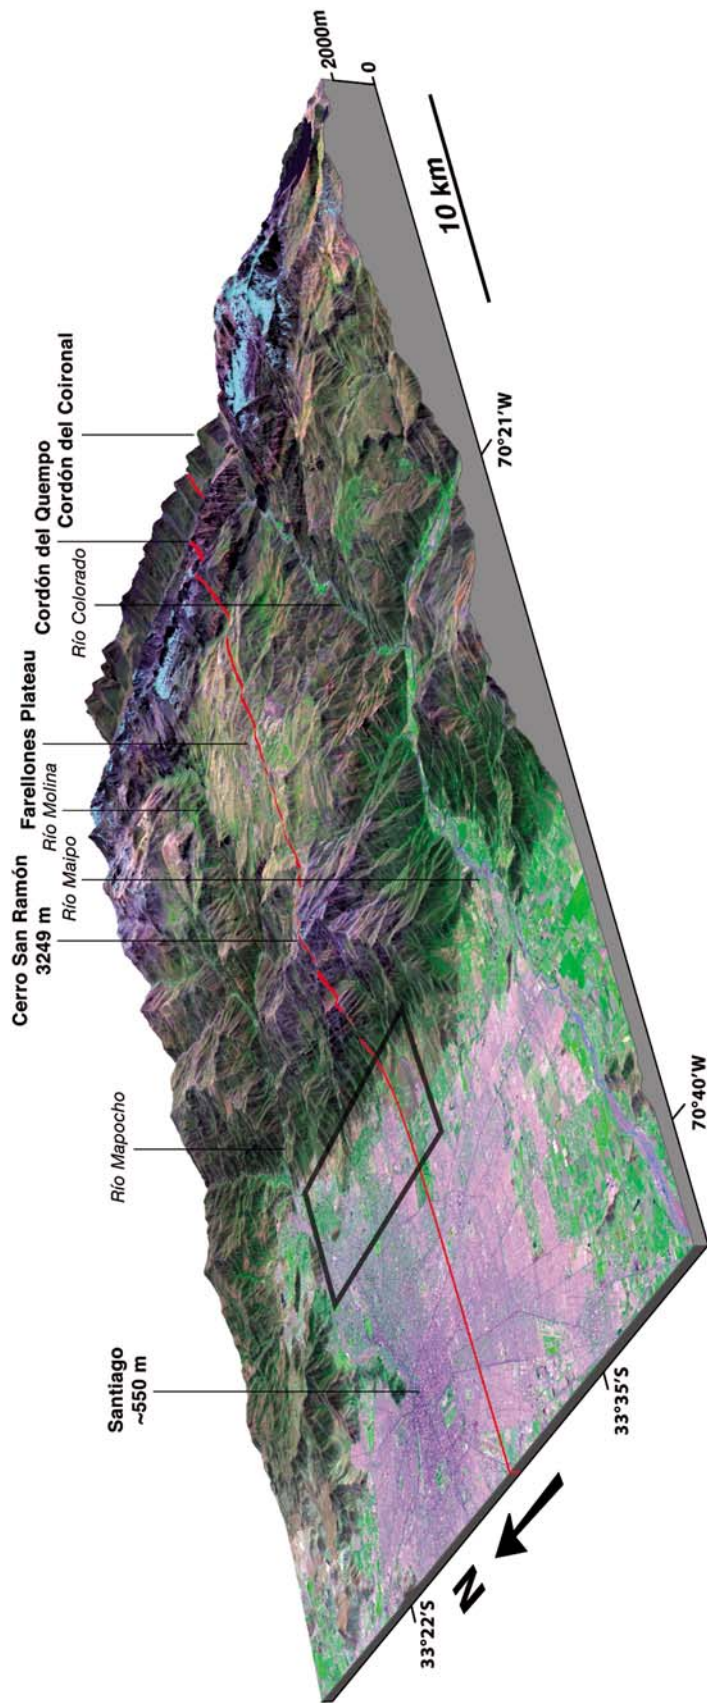 Santiago
~550 m
Río Mapocho
Cerro San Ramón
3249 m
Río Maipo
Río Molina
Farellones Plateau
Río Colorado
Cordón del Quempo
Cordón del Coironal
2000m
0
10 km
70°21'W
70°40'W
33°35'S
33°22'S
N